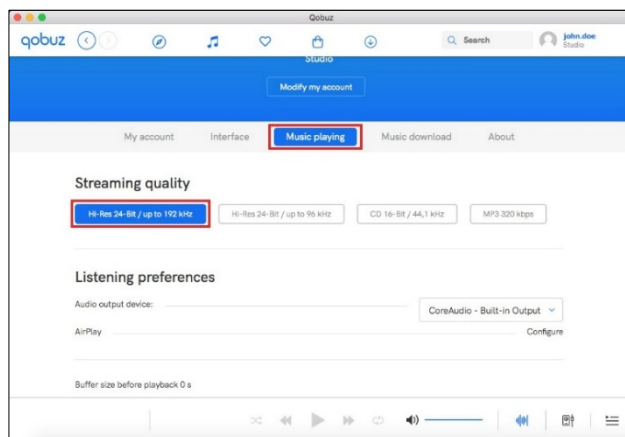 Qobuz
qobuz
Search
john.doe
Studio
Studio
Modify my account
My account Interface Music playing Music download About
Streaming quality
Hi-Res 24-Bit / up to 192 kHz Hi-Res 24-Bit / up to 96 kHz CD 16-Bit / 44,1 kHz MP3 320 kbps
Listening preferences
Audio output device: CoreAudio - Built-in Output
AirPlay Configure
Buffer size before playback 0 s